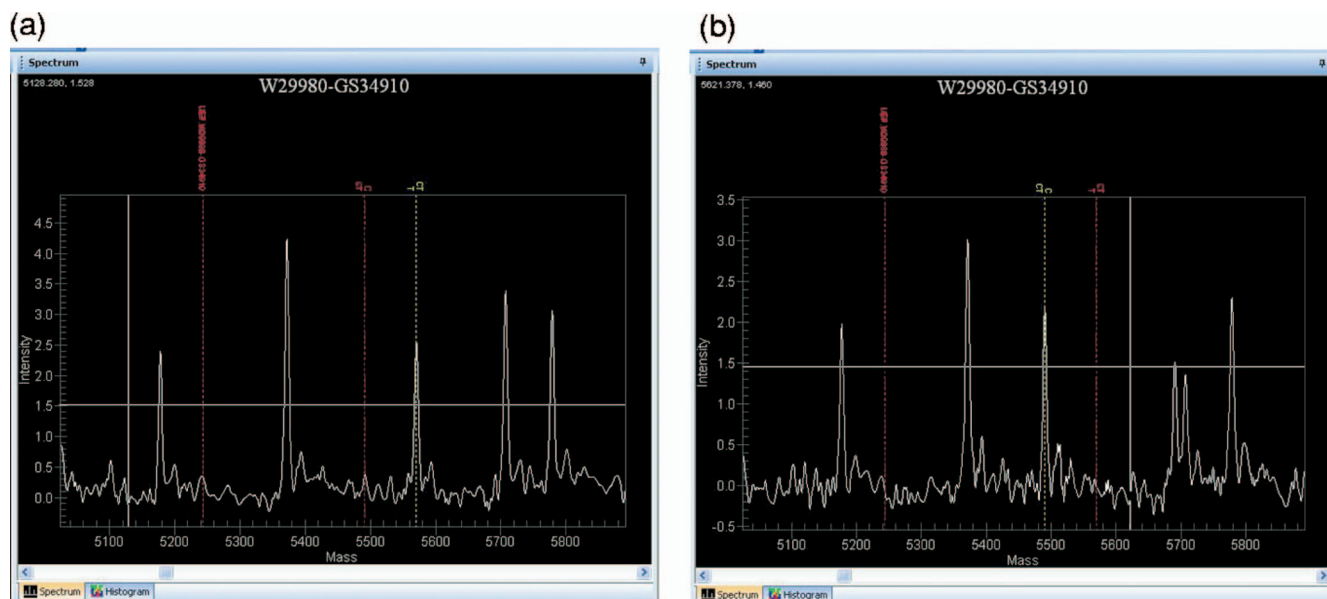 (a)
Spectrum
5128.280, 1.528
W29980-GS34910
4.5
4.0
3.5
3.0
2.5
2.0
1.5
1.0
0.5
0.0
Intensity
5100 5200 5300 5400 5500 5600 5700 5800
Mass
Spectrum Histogram
(b)
Spectrum
5621.378, 1.460
W29980-GS34910
3.5
3.0
2.5
2.0
1.5
1.0
0.5
0.0
-0.5
Intensity
5100 5200 5300 5400 5500 5600 5700 5800
Mass
Spectrum Histogram